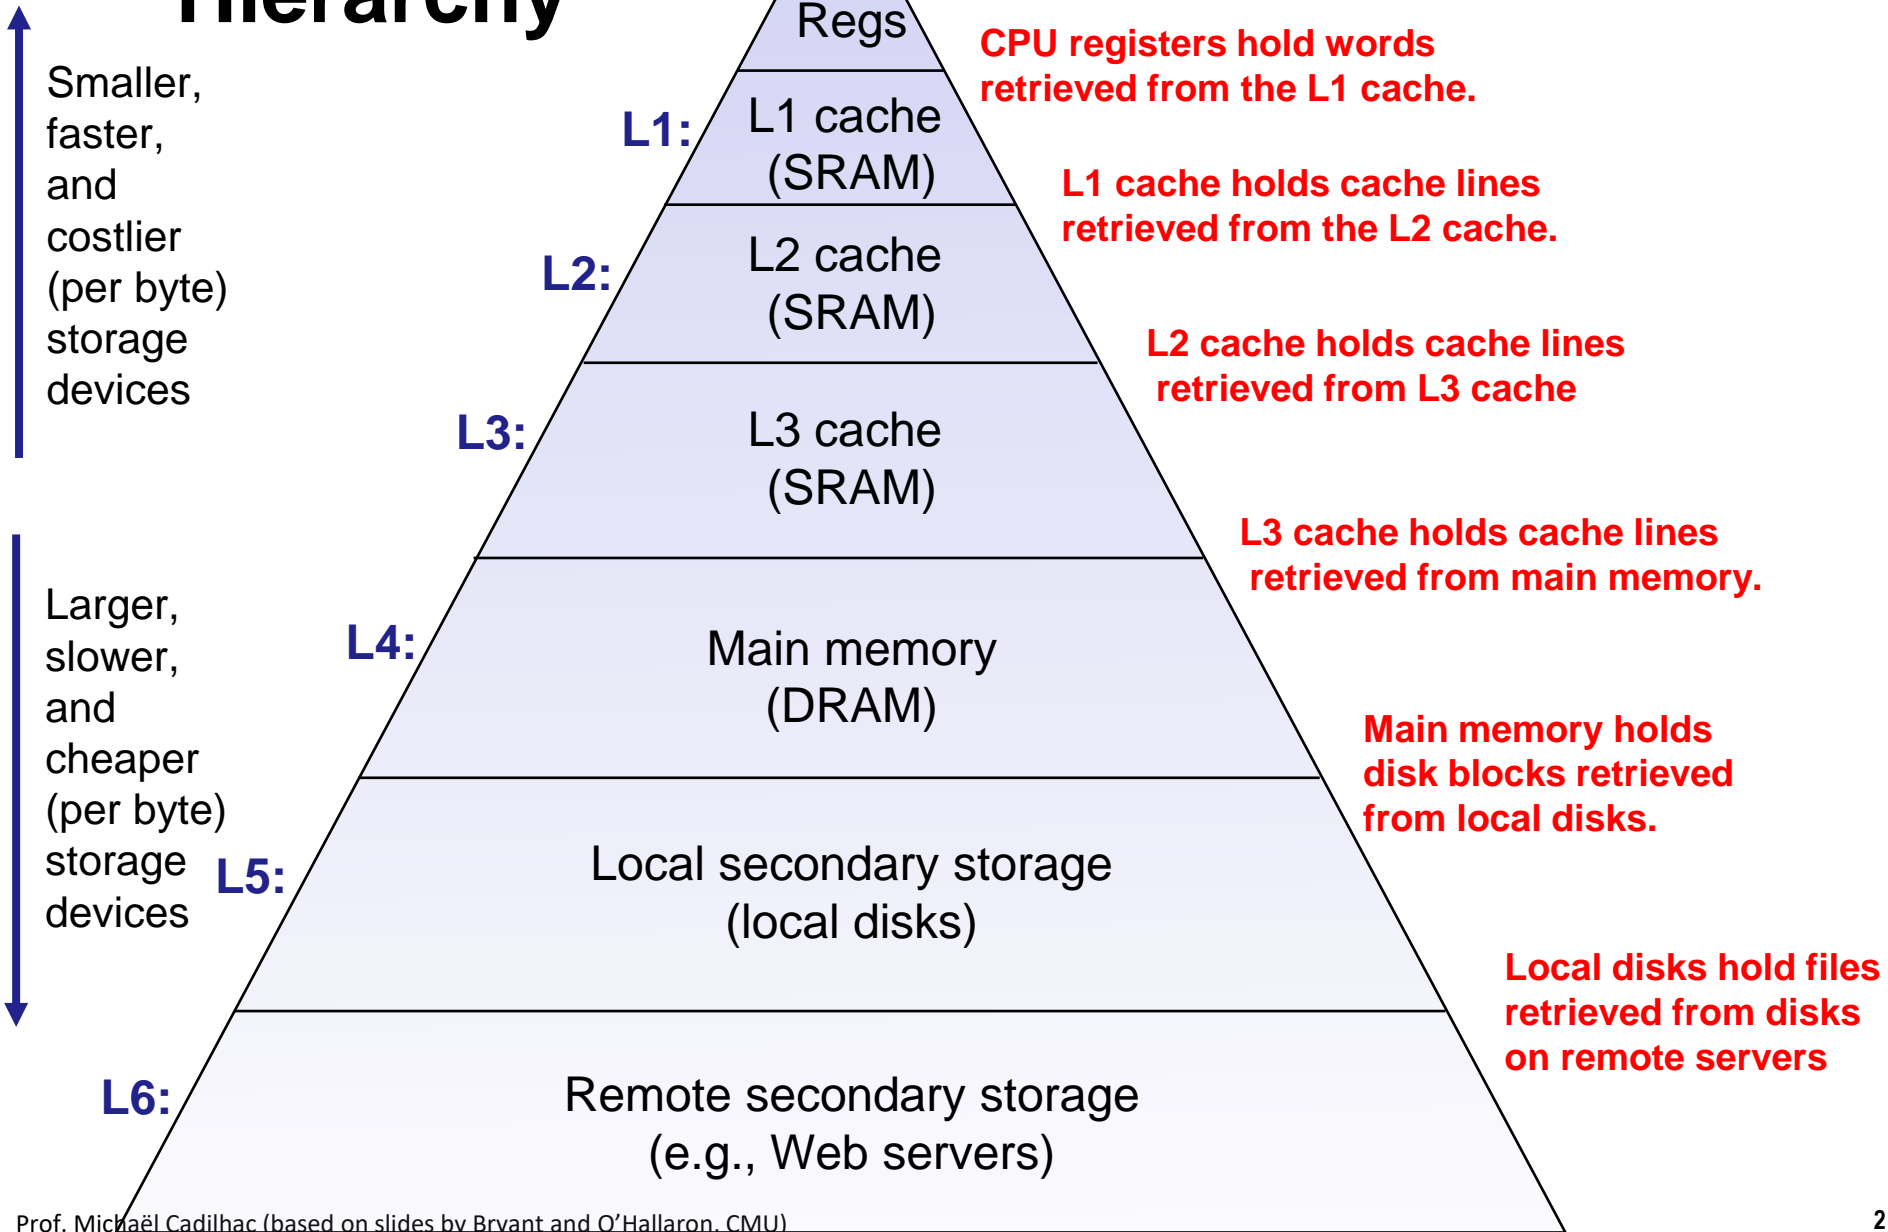 Hierarchy
Smaller,
faster,
and
costlier
(per byte)
storage
devices
Larger,
slower,
and
cheaper
(per byte)
storage
devices
Regs
CPU registers hold words
retrieved from the L1 cache.
L1:
L1 cache
(SRAM)
L1 cache holds cache lines
retrieved from the L2 cache.
L2:
L2 cache
(SRAM)
L2 cache holds cache lines
retrieved from L3 cache
L3:
L3 cache
(SRAM)
L3 cache holds cache lines
retrieved from main memory.
L4:
Main memory
(DRAM)
Main memory holds
disk blocks retrieved
from local disks.
L5:
Local secondary storage
(local disks)
Local disks hold files
retrieved from disks
on remote servers
L6:
Remote secondary storage
(e.g., Web servers)
Prof. Michaël Cadilhac (based on slides by Bryant and O’Hallaron, CMU)
2